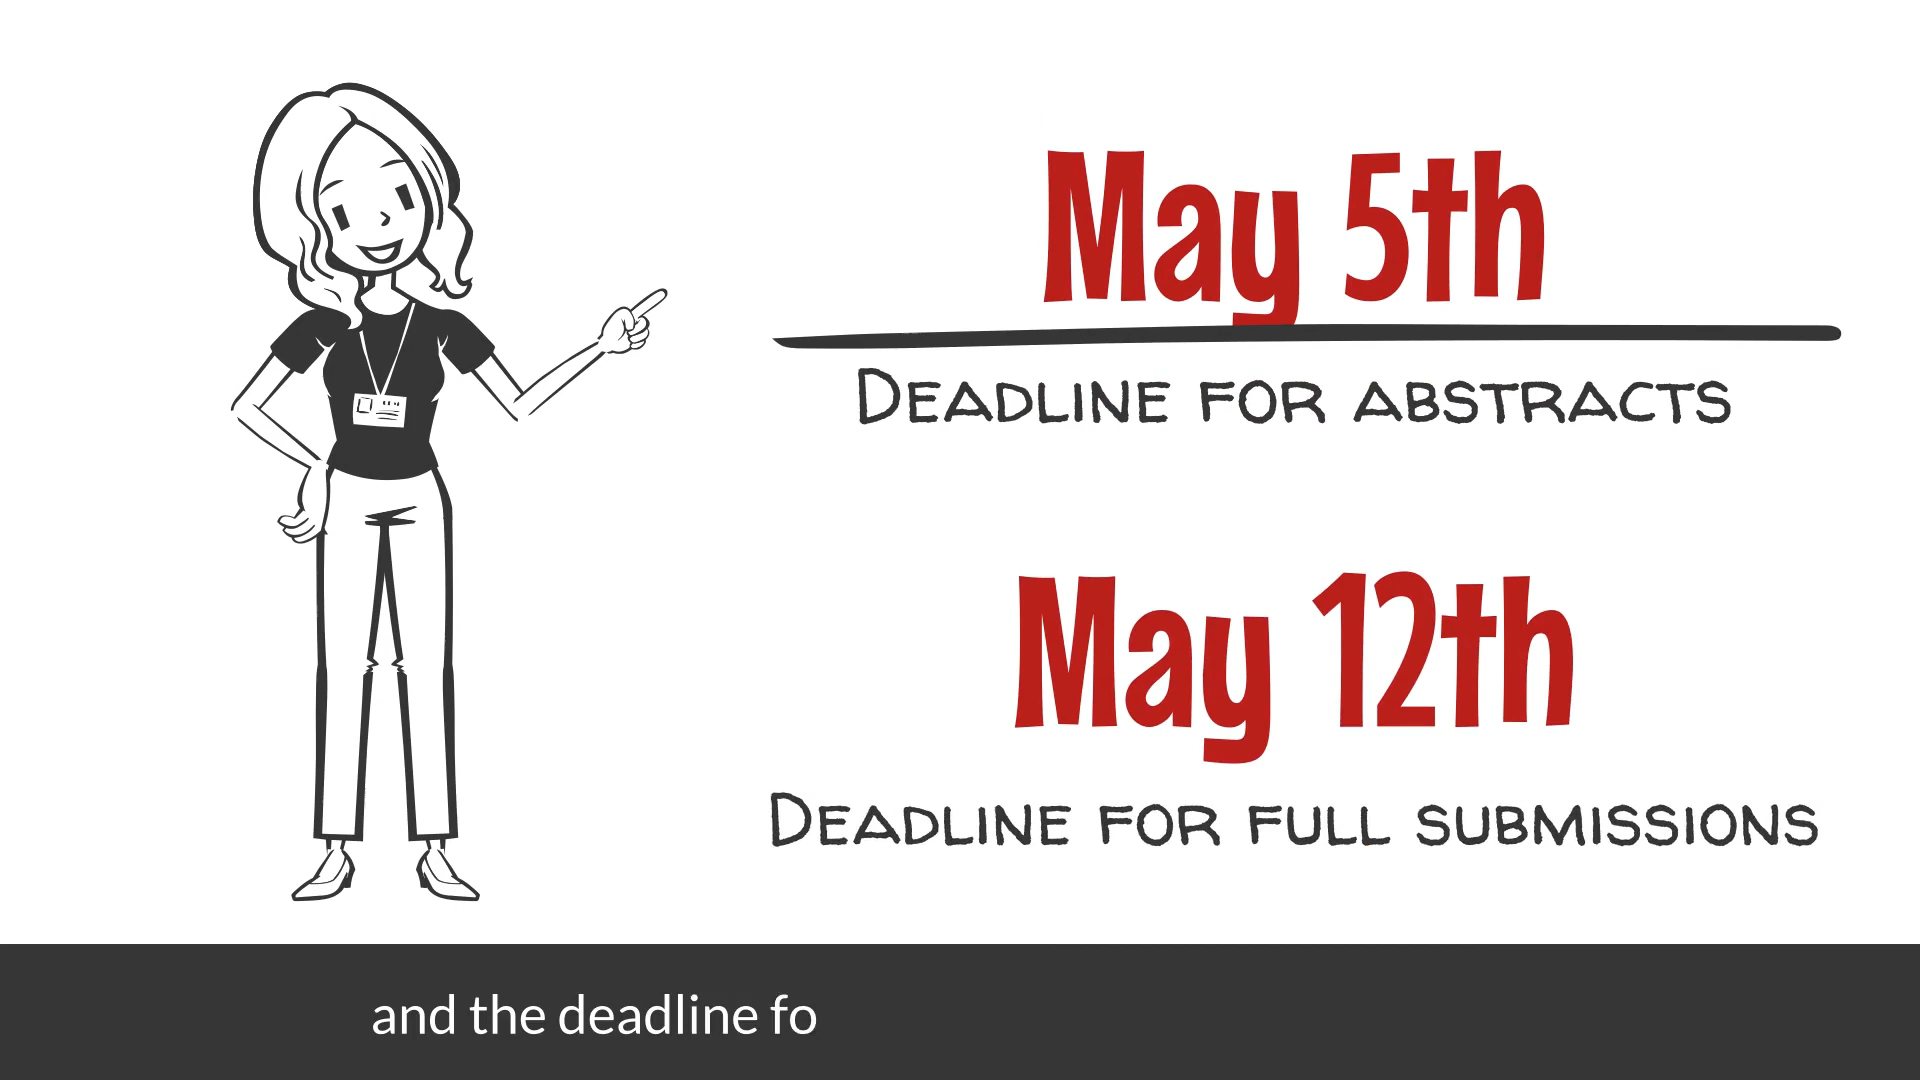 May 5th
Deadline for abstracts
May 12th
Deadline for full submissions
and the deadline fo